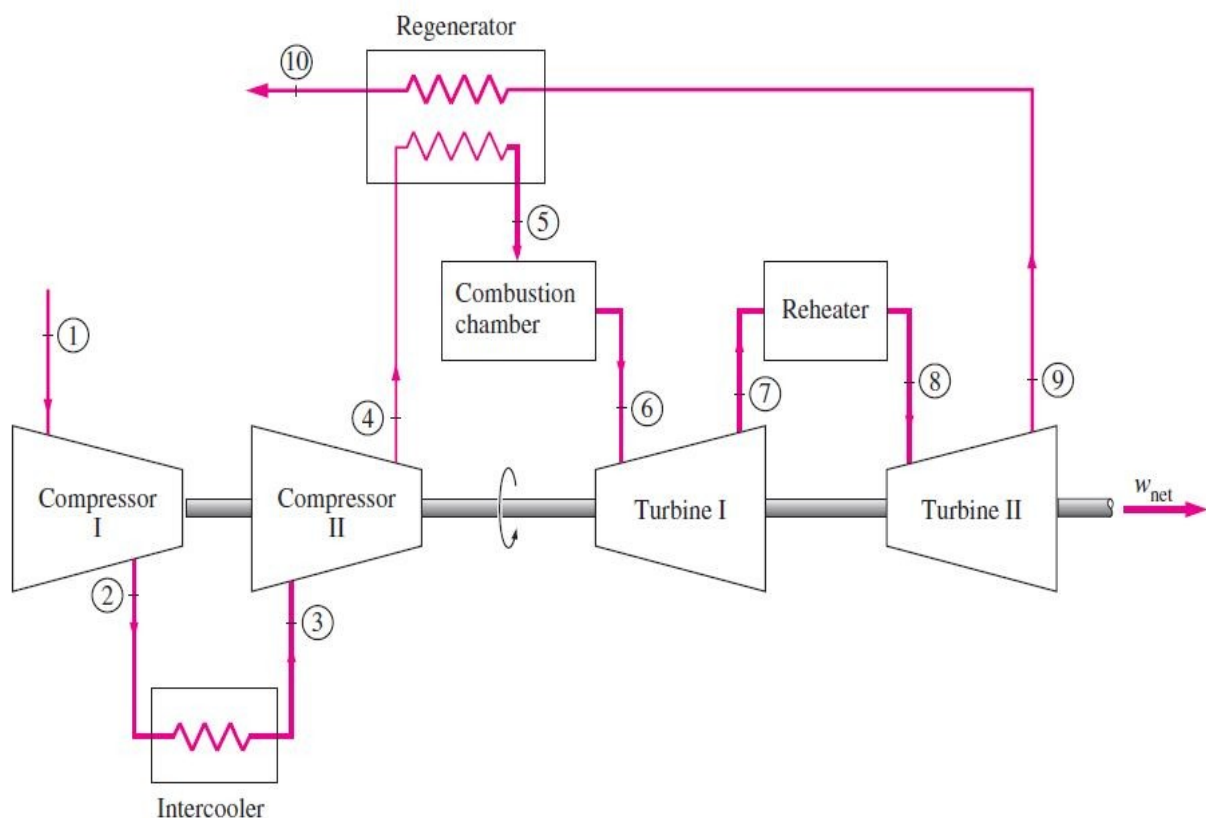 Regenerator
10
5
Combustion
chamber
Reheater
1
4
6
7
8
9
Compressor
I
Compressor
II
Turbine I
Turbine II
w_net
2
3
Intercooler